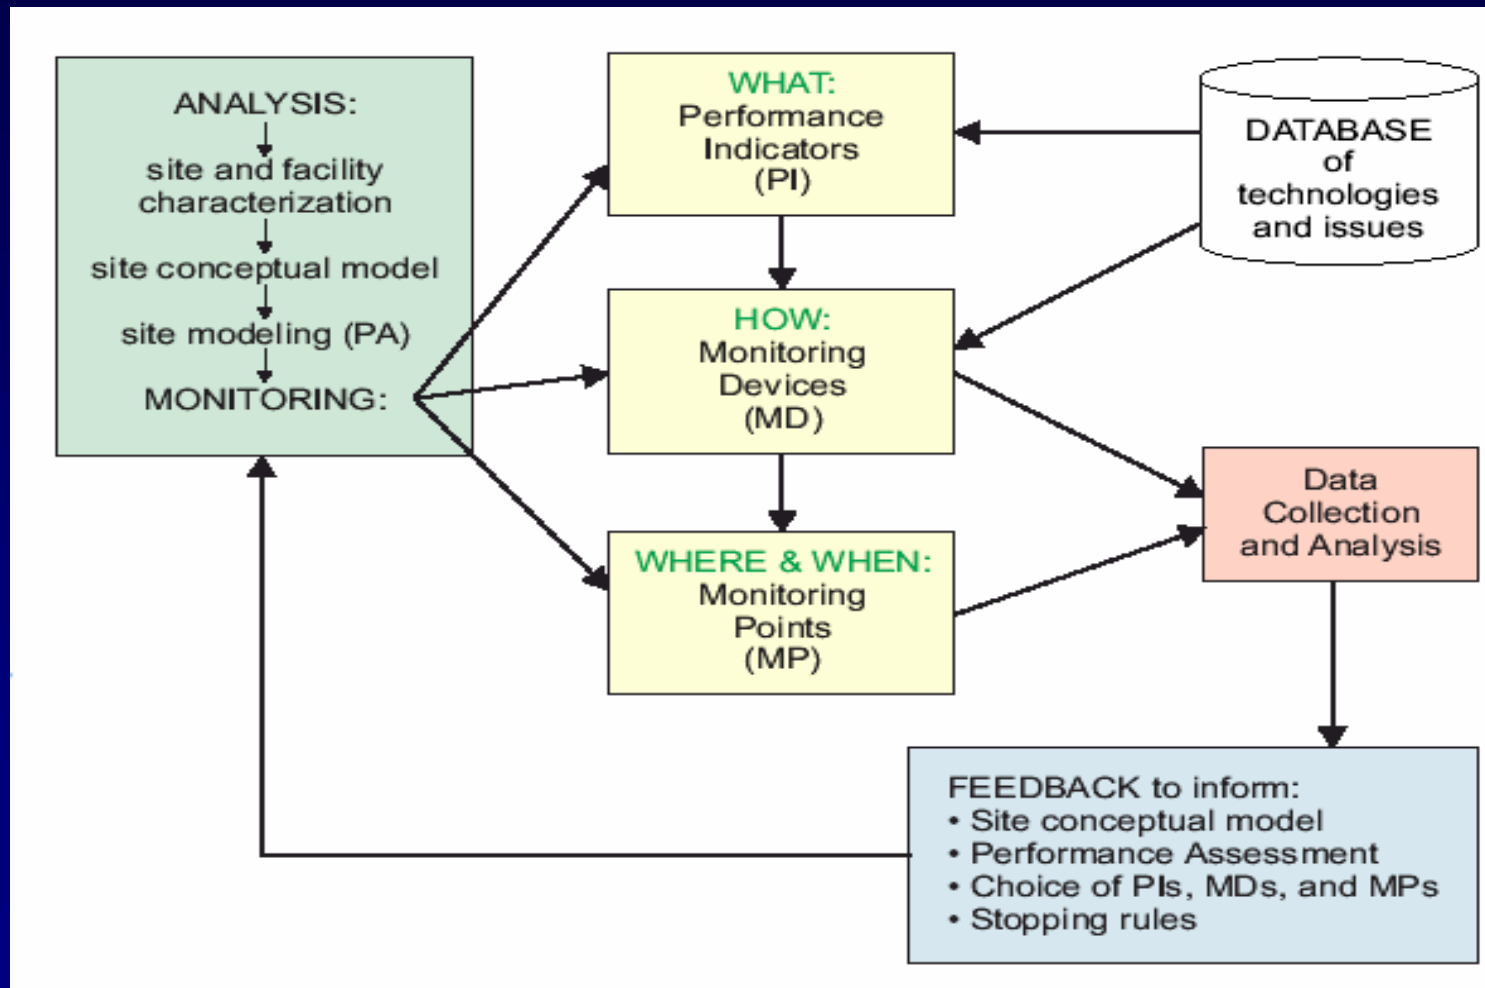 ANALYSIS:
site and facility
characterization
site conceptual model
site modeling (PA)
MONITORING:
WHAT:
Performance
Indicators
(PI)
HOW:
Monitoring
Devices
(MD)
WHERE & WHEN:
Monitoring
Points
(MP)
DATABASE
of
technologies
and issues
Data
Collection
and Analysis
FEEDBACK to inform:
• Site conceptual model
• Performance Assessment
• Choice of PIs, MDs, and MPs
• Stopping rules